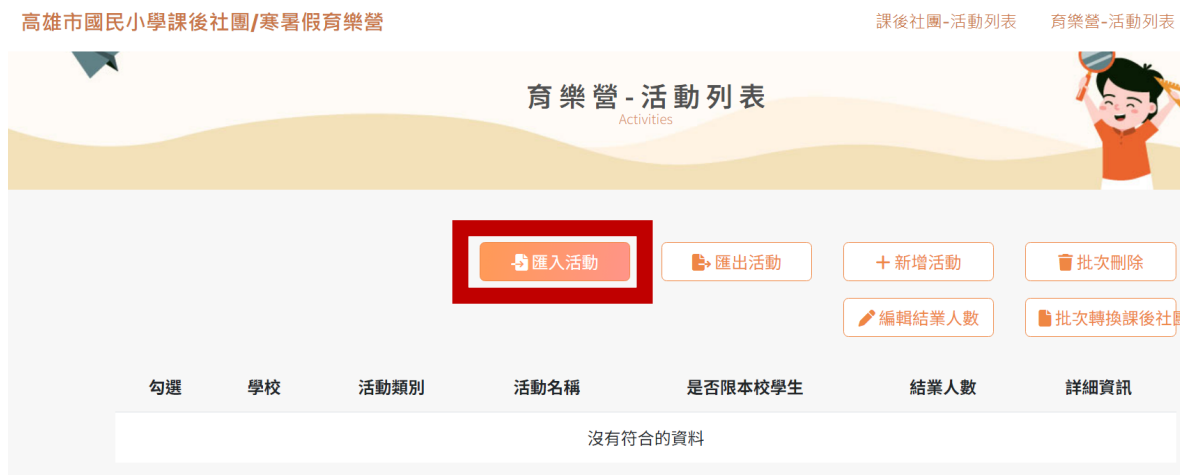 高雄市國民小學課後社團/寒暑假育樂營 課後社團-活動列表 育樂營-活動列表
育樂營-活動列表
Activities
匯入活動 匯出活動 新增活動 批次刪除
編輯結業人數 批次轉換課後社團
勾選 學校 活動類別 活動名稱 是否限本校學生 結業人數 詳細資訊
沒有符合的資料